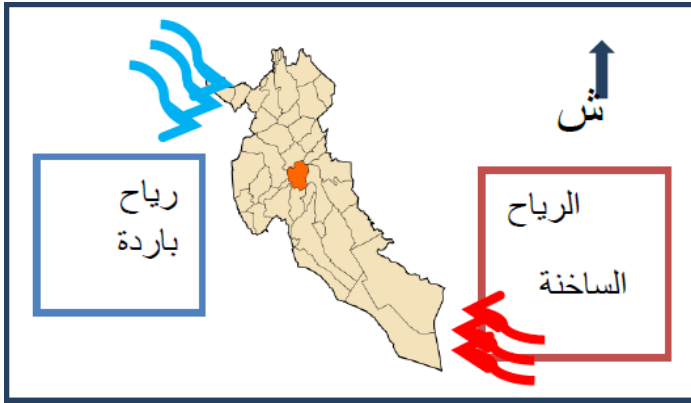 ش
الرياح
الساخنة
رياح
باردة